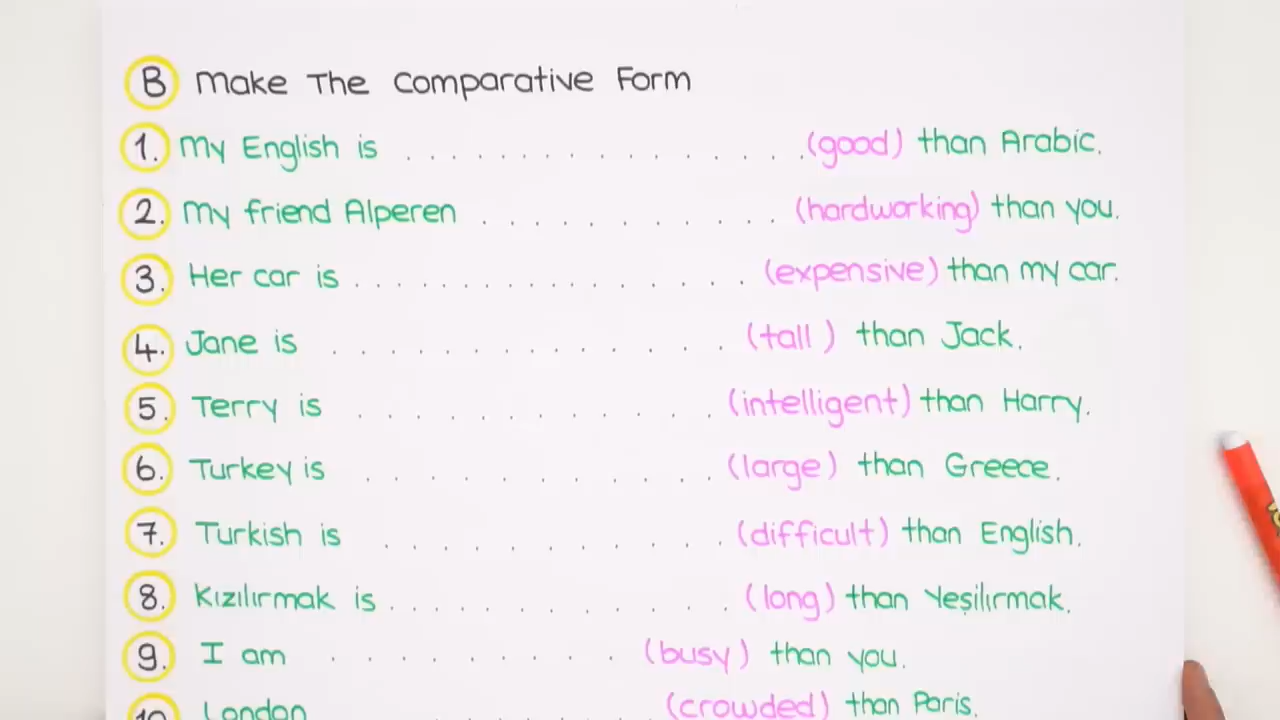 B Make The Comparative Form
1. My English is ................ (good) than Arabic.
2. My friend Alperen ........... (hardworking) than you.
3. Her car is ................ (expensive) than my car.
4. Jane is .............. (tall) than Jack.
5. Terry is ............. (intelligent) than Harry.
6. Turkey is ............ (large) than Greece.
7. Turkish is ............ (difficult) than English.
8. Kızılırmak is ............. (long) than Yeşilırmak.
9. I am .......... (busy) than you.
10. London (crowded) than Paris.